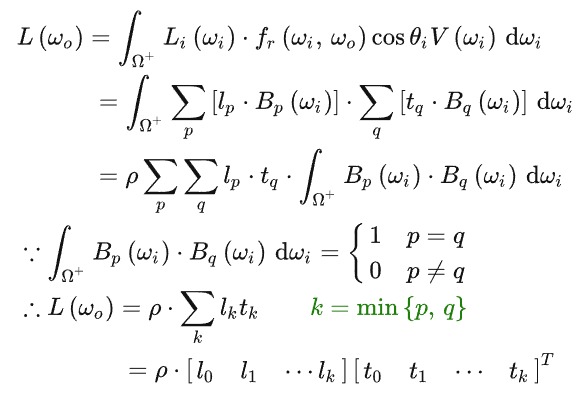 L (ω_o) = ∫_{Ω^+} L_i (ω_i) · f_r (ω_i, ω_o) cos θ_i V (ω_i) dω_i
= ∫_{Ω^+} ∑_p [l_p · B_p (ω_i)] · ∑_q [t_q · B_q (ω_i)] dω_i
= ρ ∑_p ∑_q l_p · t_q · ∫_{Ω^+} B_p (ω_i) · B_q (ω_i) dω_i
∵ ∫_{Ω^+} B_p (ω_i) · B_q (ω_i) dω_i = { 1 p = q
0 p ≠ q
∴ L (ω_o) = ρ · ∑_k l_k t_k k = min {p, q}
= ρ · [ l_0 l_1 ⋯ l_k ] [ t_0 t_1 ⋯ t_k ]^T